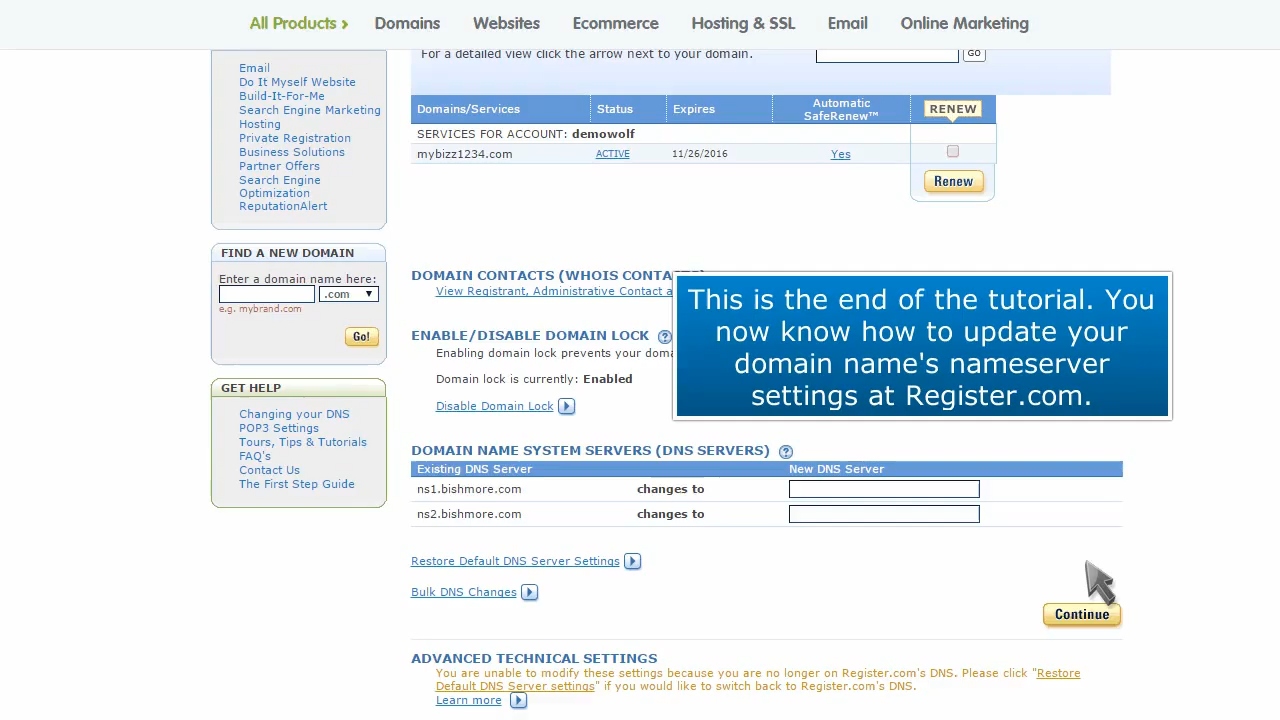 All Products › Domains Websites Ecommerce Hosting & SSL Email Online Marketing
For a detailed view click the arrow next to your domain. GO
Email
Do It Myself Website
Build-It-For-Me
Search Engine Marketing
Hosting
Private Registration
Business Solutions
Partner Offers
Search Engine
Optimization
ReputationAlert
FIND A NEW DOMAIN
Enter a domain name here:
.com
e.g. mybrand.com
Go!
GET HELP
Changing your DNS
POP3 Settings
Tours, Tips & Tutorials
FAQ's
Contact Us
The First Step Guide
Domains/Services Status Expires Automatic SafeRenew™ RENEW
SERVICES FOR ACCOUNT: demowolf
mybizz1234.com ACTIVE 11/26/2016 Yes
Renew
DOMAIN CONTACTS (WHOIS CONTACTS)
View Registrant, Administrative Contact a
ENABLE/DISABLE DOMAIN LOCK ?
Enabling domain lock prevents your doma
Domain lock is currently: Enabled
Disable Domain Lock
This is the end of the tutorial. You
now know how to update your
domain name's nameserver
settings at Register.com.
DOMAIN NAME SYSTEM SERVERS (DNS SERVERS) ?
Existing DNS Server New DNS Server
ns1.bishmore.com changes to
ns2.bishmore.com changes to
Restore Default DNS Server Settings
Bulk DNS Changes
Continue
ADVANCED TECHNICAL SETTINGS
You are unable to modify these settings because you are no longer on Register.com's DNS. Please click "Restore
Default DNS Server settings" if you would like to switch back to Register.com's DNS.
Learn more